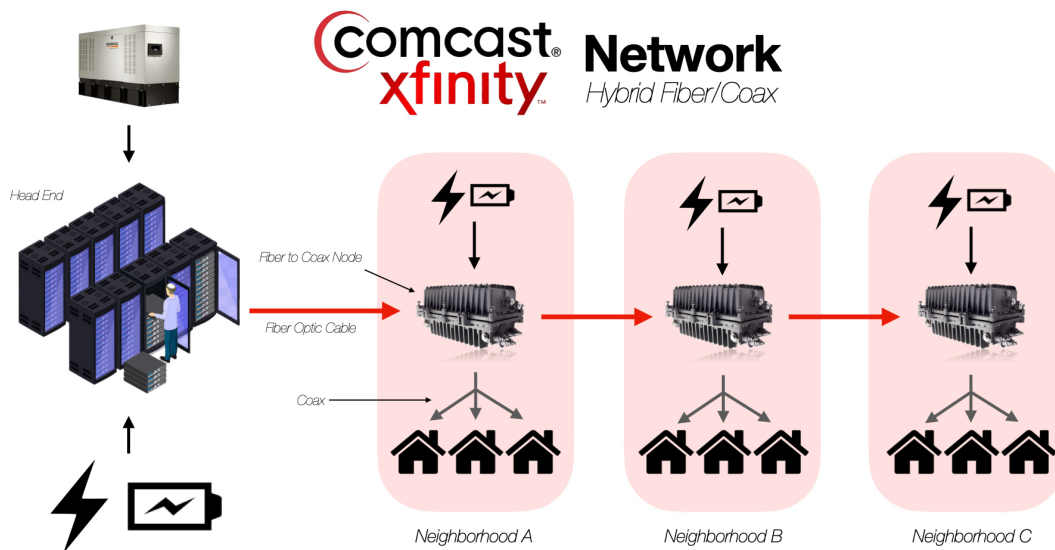 comcast®
xfinity™
Network
Hybrid Fiber/Coax
Head End
Fiber to Coax Node
Fiber Optic Cable
Coax
Neighborhood A
Neighborhood B
Neighborhood C